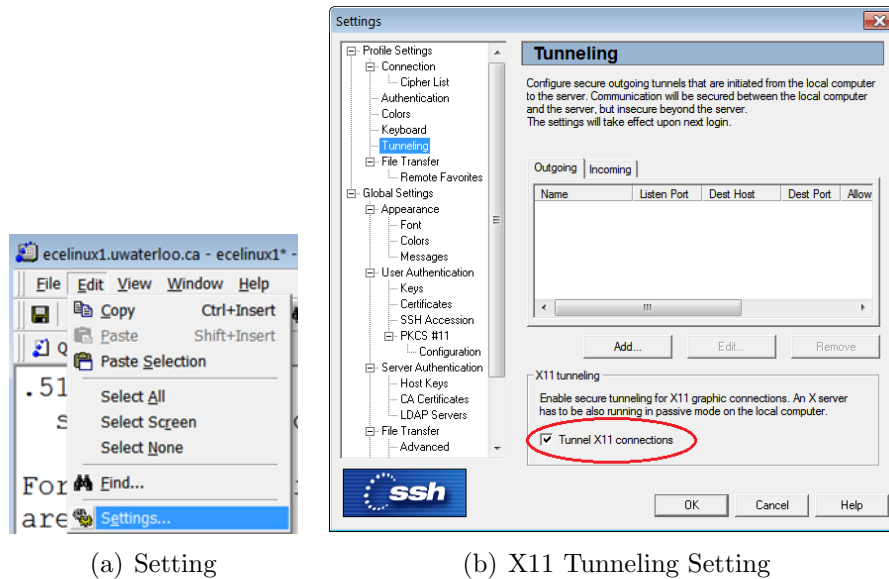 ecelinux1.uwaterloo.ca - ecelinux1* -
File Edit View Window Help
Copy Ctrl+Insert
Paste Shift+Insert
Q
Paste Selection
.51
Select All
s
Select Screen
Select None
For
Find...
are
Settings...
(a) Setting
Settings
Profile Settings
Connection
Cipher List
Authentication
Colors
Keyboard
Tunneling
File Transfer
Remote Favorites
Global Settings
Appearance
Font
Colors
Messages
User Authentication
Keys
Certificates
SSH Accession
PKCS #11
Configuration
Server Authentication
Host Keys
CA Certificates
LDAP Servers
File Transfer
Advanced
ssh
Tunneling
Configure secure outgoing tunnels that are initiated from the local computer
to the server. Communication will be secured between the local computer
and the server, but insecure beyond the server.
The settings will take effect upon next login.
Outgoing Incoming
Name Listen Port Dest Host Dest Port Allow
Add... Edit... Remove
X11 tunneling
Enable secure tunneling for X11 graphic connections. An X server
has to be also running in passive mode on the local computer.
Tunnel X11 connections
OK Cancel Help
(b) X11 Tunneling Setting